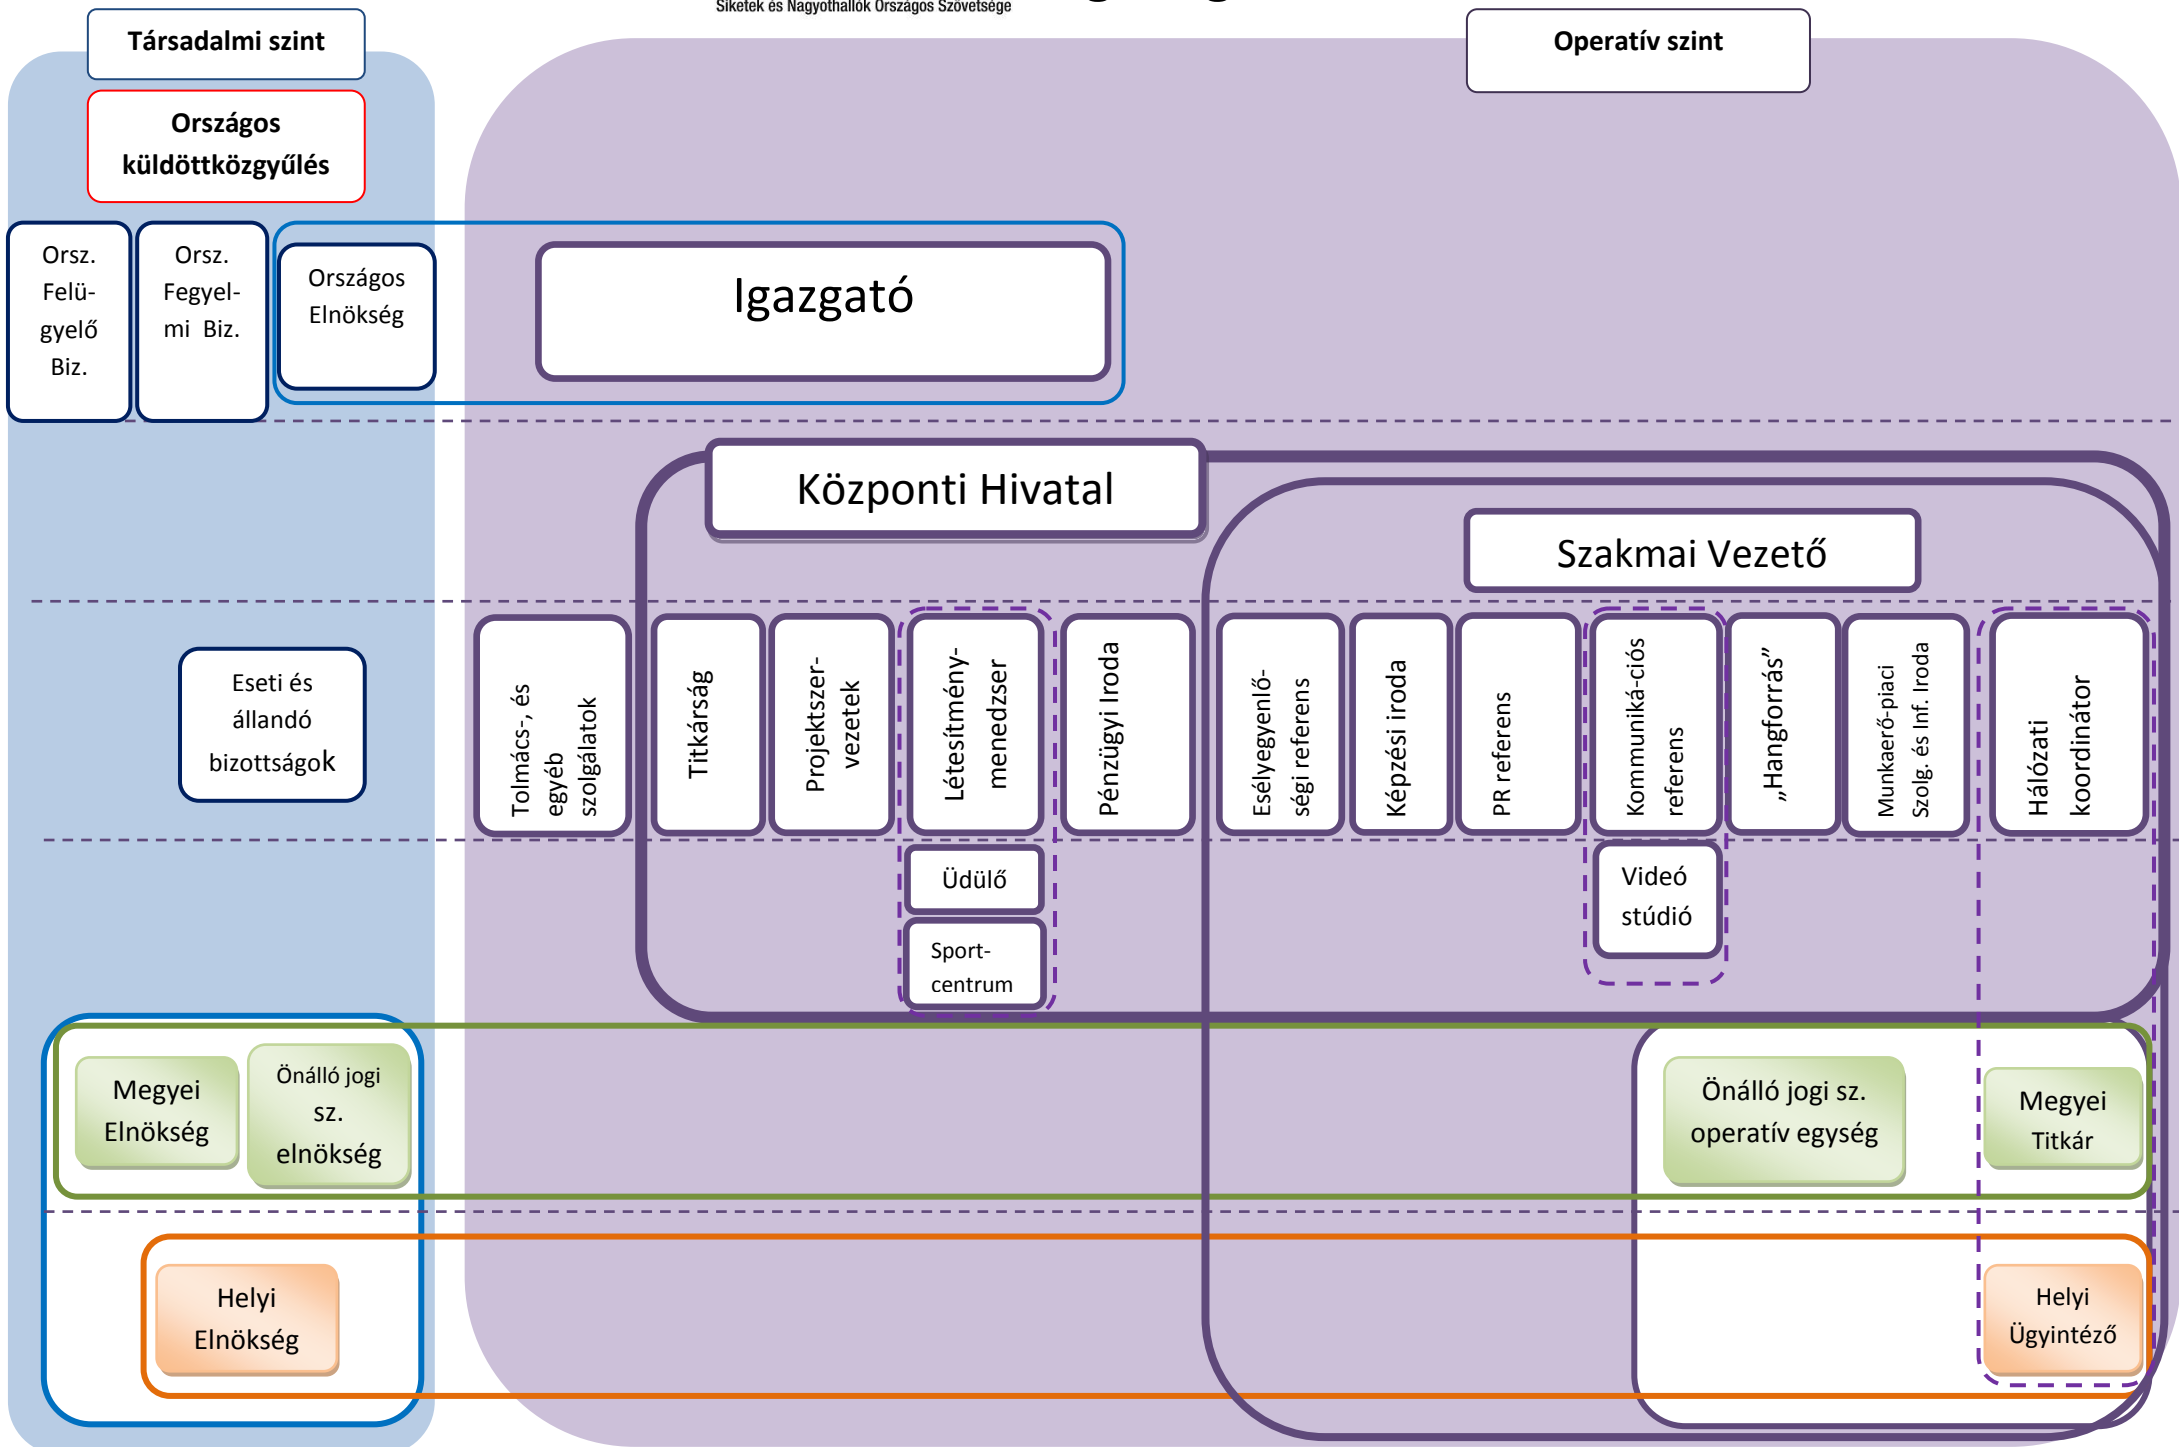 Siketek és Nagyothallók Országos Szövetsége
Társadalmi szint
Operatív szint
Országos
küldöttközgyűlés
Orsz.
Felü-
gyelő
Biz.
Orsz.
Fegyel-
mi Biz.
Országos
Elnökség
Igazgató
Központi Hivatal
Szakmai Vezető
Eseti és
állandó
bizottságok
Tolmács-, és
egyéb
szolgálatok
Titkárság
Projektszer-
vezetek
Létesítmény-
menedzser
Pénzügyi Iroda
Esélyegyenlő-
ségi referens
Képzési iroda
PR referens
Kommuniká-ciós
referens
„Hangforrás”
Munkaerő-piaci
Szolg. és Inf. Iroda
Hálózati
koordinátor
Üdülő
Sport-
centrum
Videó
stúdió
Megyei
Elnökség
Önálló jogi
sz.
elnökség
Önálló jogi sz.
operatív egység
Megyei
Titkár
Helyi
Elnökség
Helyi
Ügyintéző